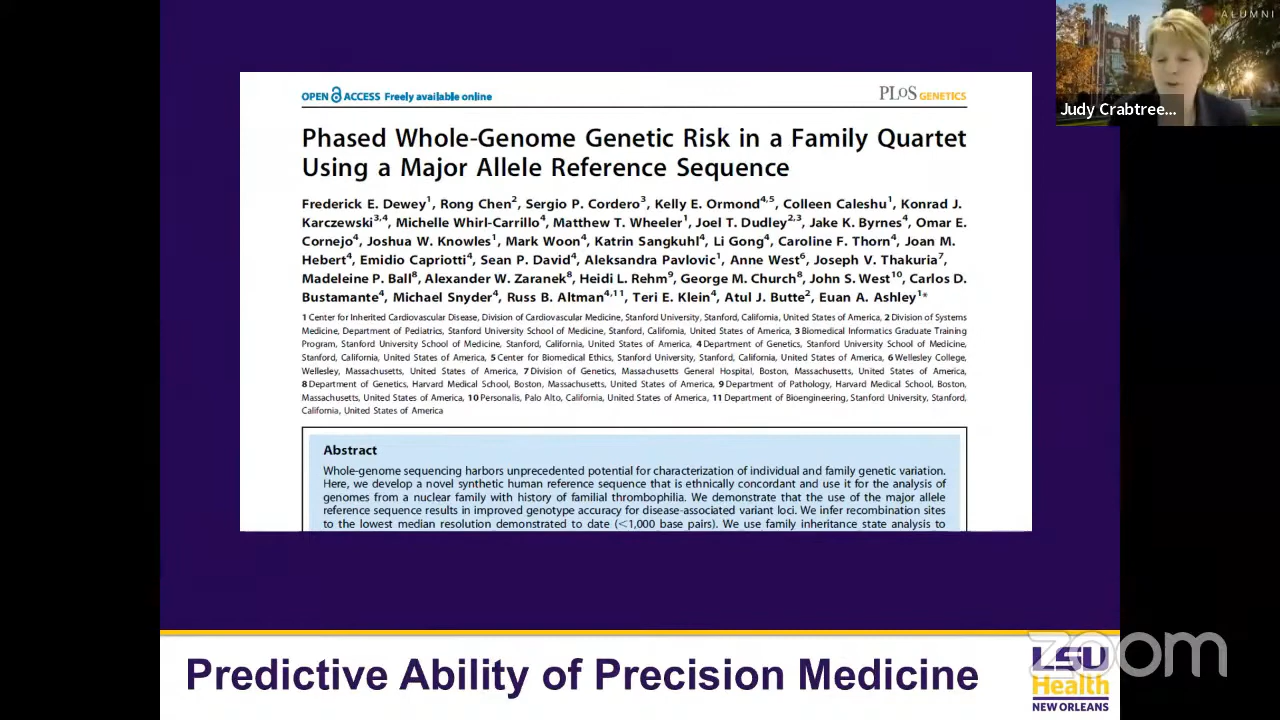 ALUMNI
Judy Crabtree...
OPEN ACCESS Freely available online
PLoS GENETICS
Phased Whole-Genome Genetic Risk in a Family Quartet
Using a Major Allele Reference Sequence
Frederick E. Dewey1, Rong Chen2, Sergio P. Cordero3, Kelly E. Ormond4,5, Colleen Caleshu1, Konrad J.
Karczewski3,4, Michelle Whirl-Carrillo4, Matthew T. Wheeler1, Joel T. Dudley2,3, Jake K. Byrnes4, Omar E.
Cornejo4, Joshua W. Knowles1, Mark Woon4, Katrin Sangkuhl4, Li Gong4, Caroline F. Thorn4, Joan M.
Hebert4, Emidio Capriotti4, Sean P. David4, Aleksandra Pavlovic1, Anne West6, Joseph V. Thakuria7,
Madeleine P. Ball8, Alexander W. Zaranek8, Heidi L. Rehm9, George M. Church8, John S. West10, Carlos D.
Bustamante4, Michael Snyder4, Russ B. Altman4,11, Teri E. Klein4, Atul J. Butte2, Euan A. Ashley1*
1 Center for Inherited Cardiovascular Disease, Division of Cardiovascular Medicine, Stanford University, Stanford, California, United States of America, 2 Division of Systems
Medicine, Department of Pediatrics, Stanford University School of Medicine, Stanford, California, United States of America, 3 Biomedical Informatics Graduate Training
Program, Stanford University School of Medicine, Stanford, California, United States of America, 4 Department of Genetics, Stanford University School of Medicine,
Stanford, California, United States of America, 5 Center for Biomedical Ethics, Stanford University, Stanford, California, United States of America, 6 Wellesley College,
Wellesley, Massachusetts, United States of America, 7 Division of Genetics, Massachusetts General Hospital, Boston, Massachusetts, United States of America,
8 Department of Genetics, Harvard Medical School, Boston, Massachusetts, United States of America, 9 Department of Pathology, Harvard Medical School, Boston,
Massachusetts, United States of America, 10 Personalis, Palo Alto, California, United States of America, 11 Department of Bioengineering, Stanford University, Stanford,
California, United States of America
Abstract
Whole-genome sequencing harbors unprecedented potential for characterization of individual and family genetic variation.
Here, we develop a novel synthetic human reference sequence that is ethnically concordant and use it for the analysis of
genomes from a nuclear family with history of familial thrombophilia. We demonstrate that the use of the major allele
reference sequence results in improved genotype accuracy for disease-associated variant loci. We infer recombination sites
to the lowest median resolution demonstrated to date (<1,000 base pairs). We use family inheritance state analysis to
Predictive Ability of Precision Medicine
zoom
LSU
Health
NEW ORLEANS